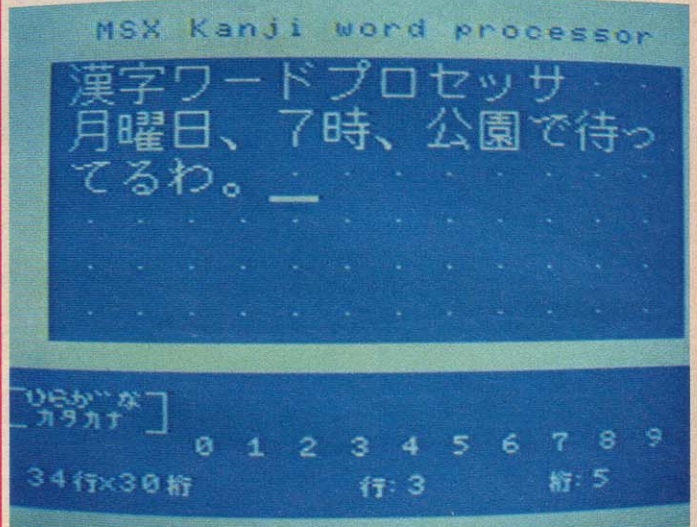 MSX Kanji word processor
漢字ワードプロセッサ
月曜日、7時、公園で待っ
てるわ。
ひらがな
カタカナ
0 1 2 3 4 5 6 7 8 9
34行×30桁 行:3 桁:5